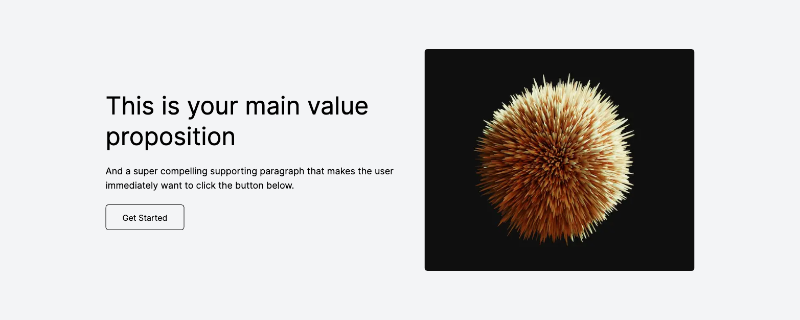 This is your main value
proposition
And a super compelling supporting paragraph that makes the user
immediately want to click the button below.
Get Started